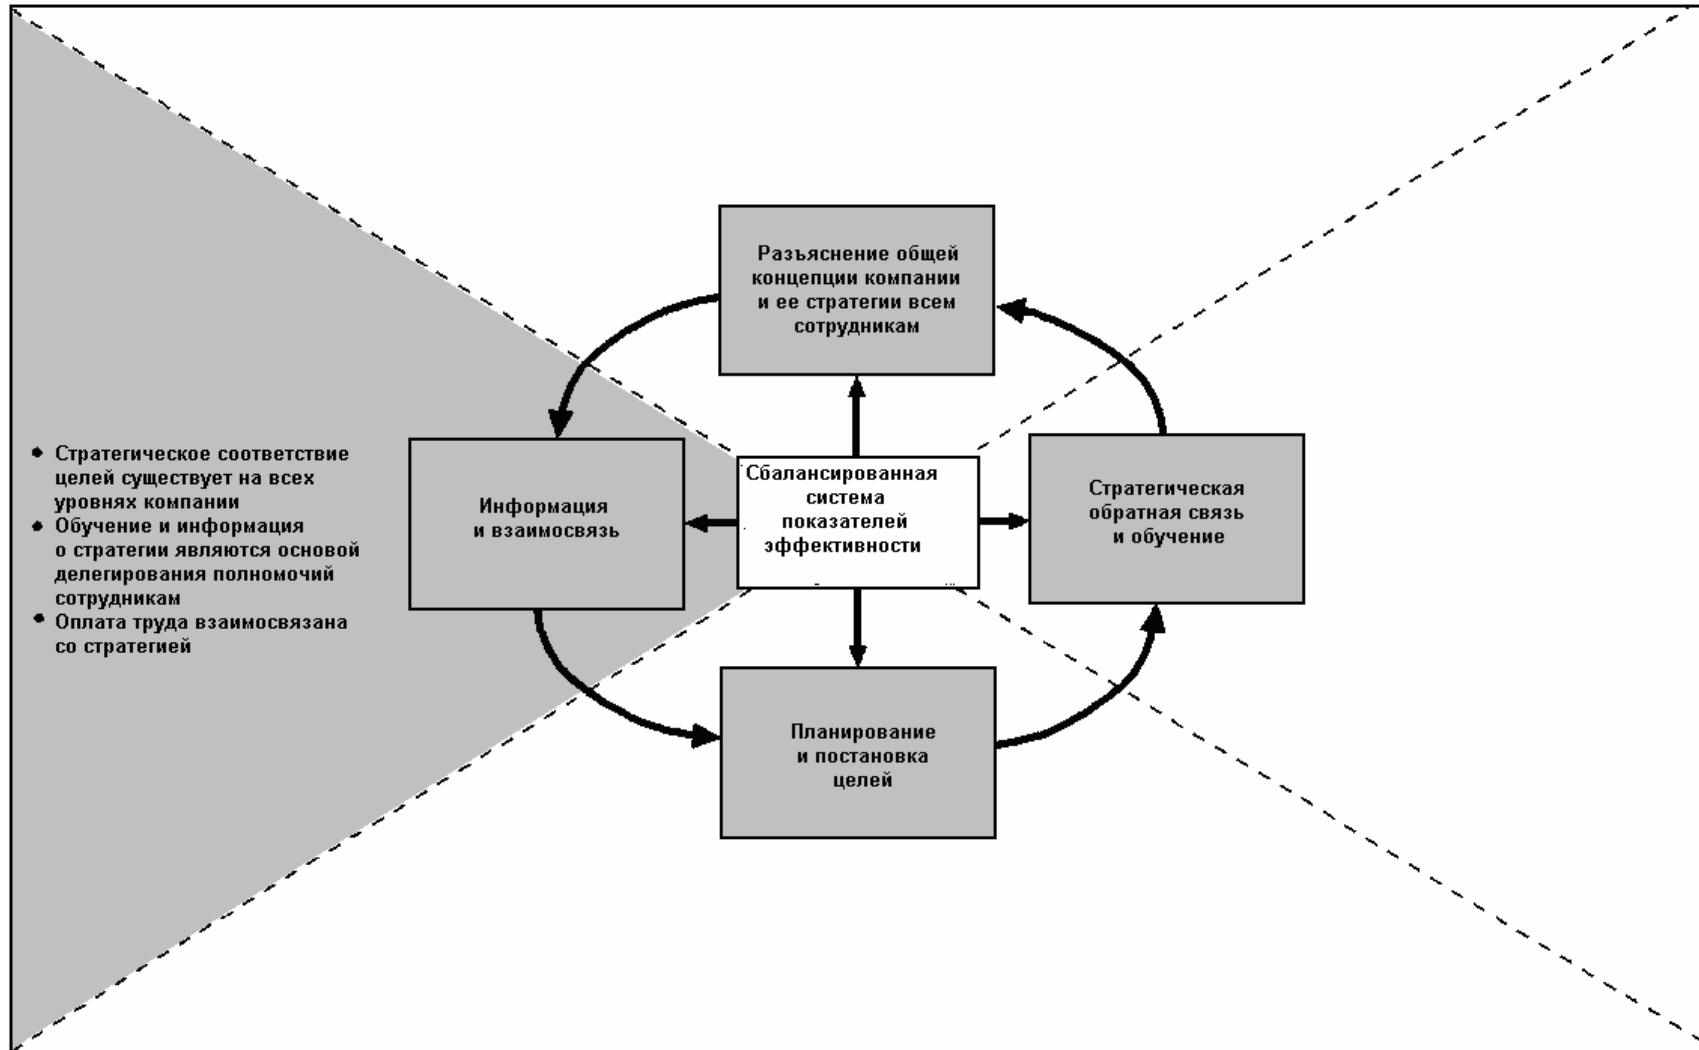 Разъяснение общей
концепции компании
и ее стратегии всем
сотрудникам
• Стратегическое соответствие
целей существует на всех
уровнях компании
• Обучение и информация
о стратегии являются основой
делегирования полномочий
сотрудникам
• Оплата труда взаимосвязана
со стратегией
Информация
и взаимосвязь
Сбалансированная
система
показателей
эффективности
Стратегическая
обратная связь
и обучение
Планирование
и постановка
целей